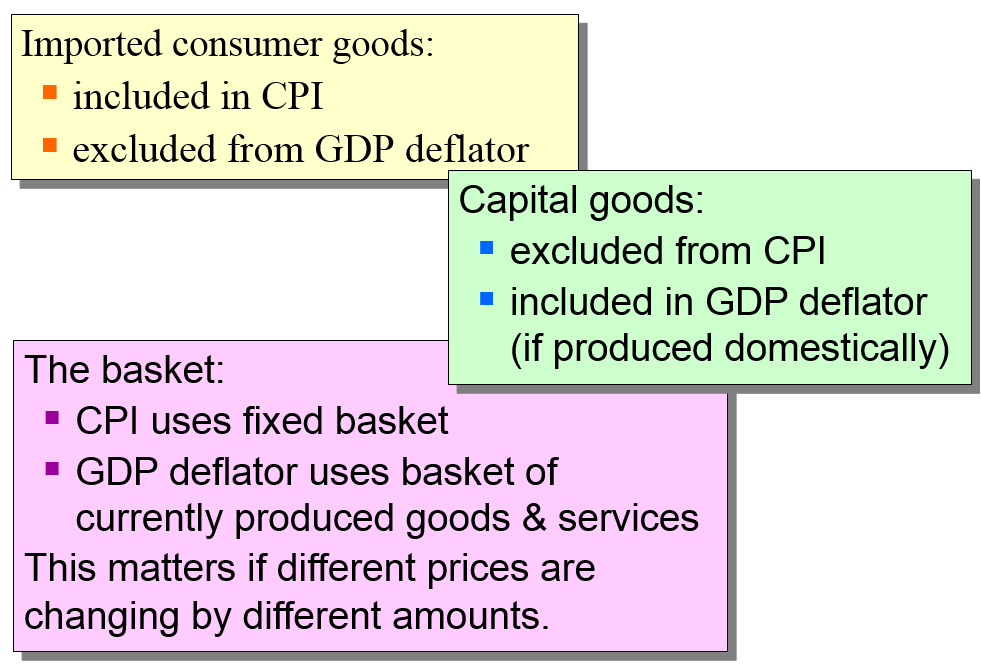 Imported consumer goods:
▪ included in CPI
▪ excluded from GDP deflator
Capital goods:
▪ excluded from CPI
▪ included in GDP deflator
(if produced domestically)
The basket:
▪ CPI uses fixed basket
▪ GDP deflator uses basket of
currently produced goods & services
This matters if different prices are
changing by different amounts.